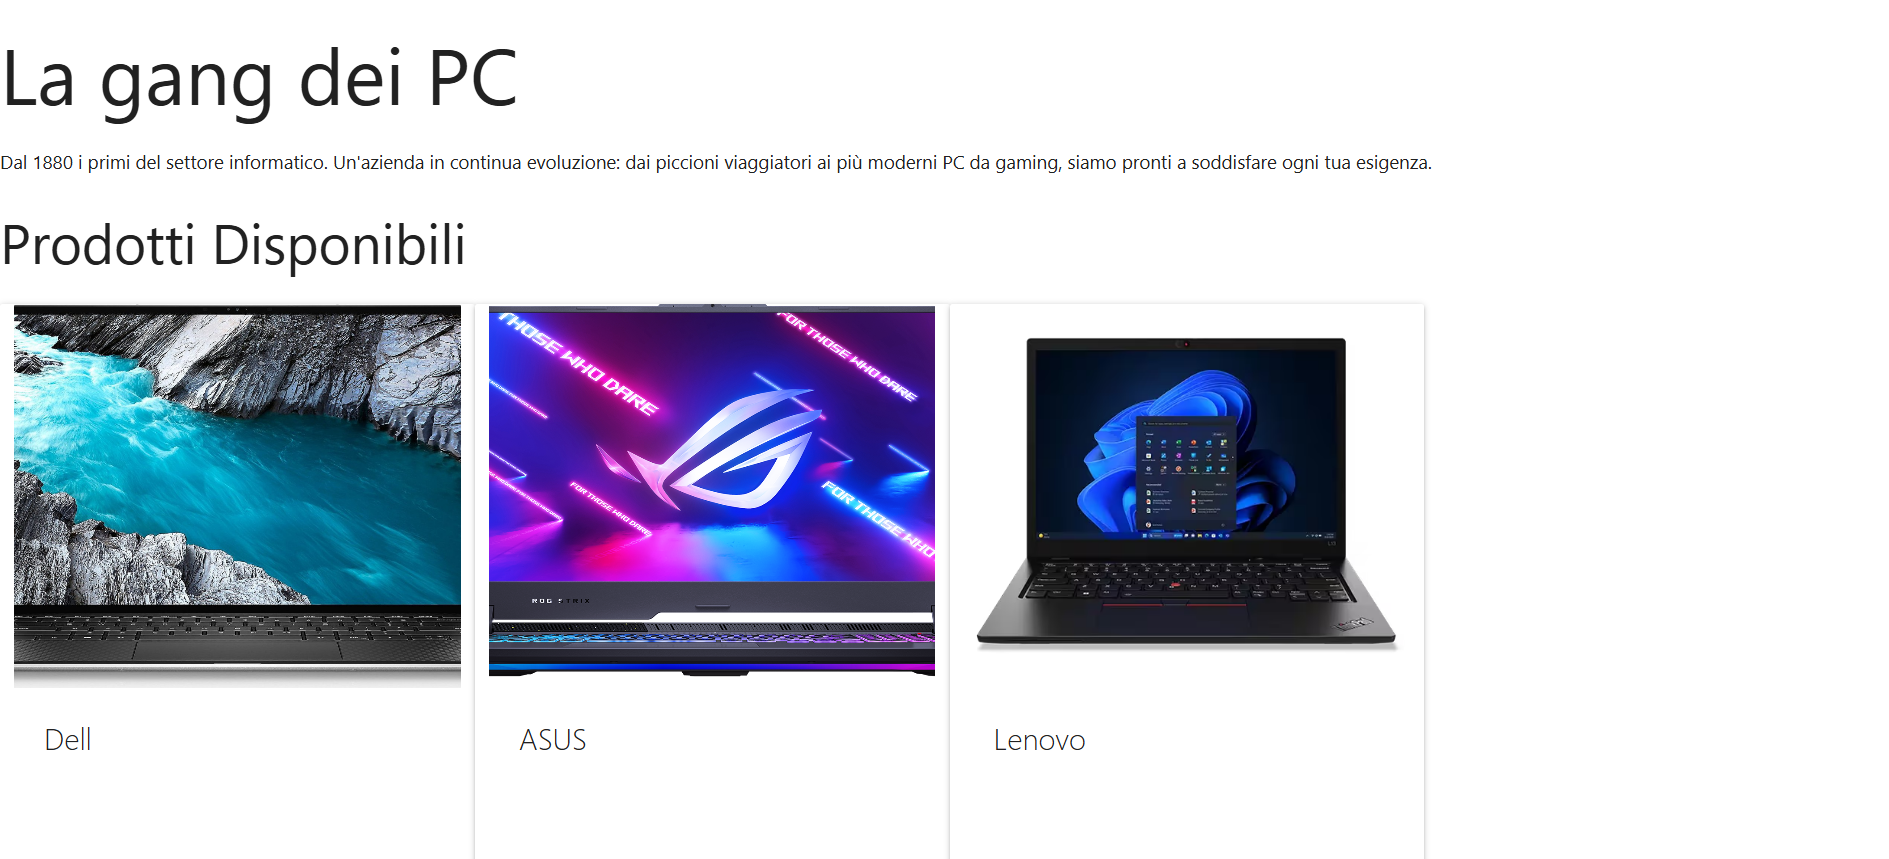 La gang dei PC
Dal 1880 i primi del settore informatico. Un'azienda in continua evoluzione: dai piccioni viaggiatori ai più moderni PC da gaming, siamo pronti a soddisfare ogni tua esigenza.
Prodotti Disponibili
THOSE WHO DARE
FOR THOSE WHO DARE
FOR THOSE WHO DARE
FOR THOSE WHO
ROG STRIX
Dell
ASUS
Lenovo